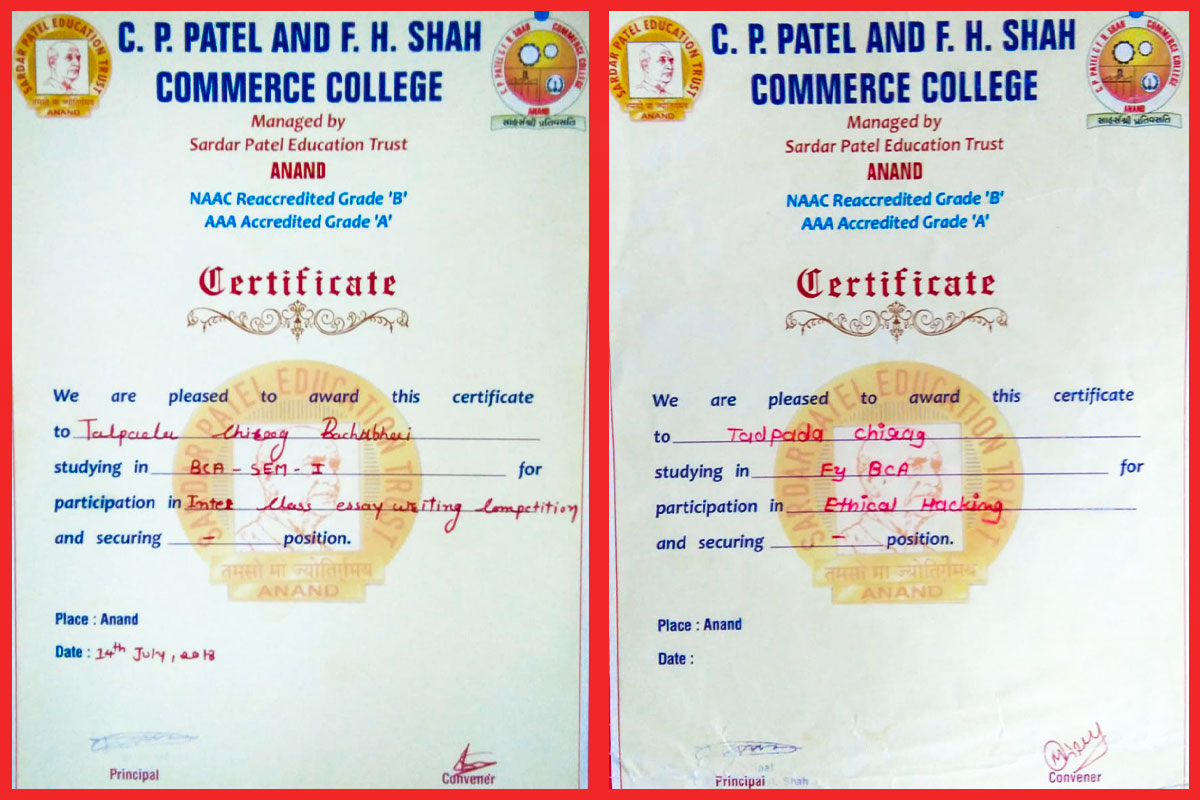 SARDAR PATEL EDUCATION TRUST
तमसो मा ज्योतिर्गमय
ANAND
C. P. PATEL AND F. H. SHAH
COMMERCE COLLEGE
C. P. PATEL & F. H. SHAH COMMERCE COLLEGE
ANAND
Managed by
Sardar Patel Education Trust
ANAND
NAAC Reaccredited Grade 'B'
AAA Accredited Grade 'A'
Certificate
We are pleased to award this certificate
to Talpada Chirag Bachubhai
studying in BCA - SEM - I for
participation in Inter Class essay writing Competition
and securing - position.
SARDAR PATEL EDUCATION TRUST
तमसो मा ज्योतिर्गमय
ANAND
Place : Anand
Date : 14th July, 2018
Principal
Convener
SARDAR PATEL EDUCATION TRUST
तमसो मा ज्योतिर्गमय
ANAND
C. P. PATEL AND F. H. SHAH
COMMERCE COLLEGE
C. P. PATEL & F. H. SHAH COMMERCE COLLEGE
ANAND
Managed by
Sardar Patel Education Trust
ANAND
NAAC Reaccredited Grade 'B'
AAA Accredited Grade 'A'
Certificate
We are pleased to award this certificate
to Tadpada chirag
studying in Fy BCA for
participation in Ethical Hacking
and securing - position.
SARDAR PATEL EDUCATION TRUST
तमसो मा ज्योतिर्गमय
ANAND
Place : Anand
Date :
Principal
Shah
Convener